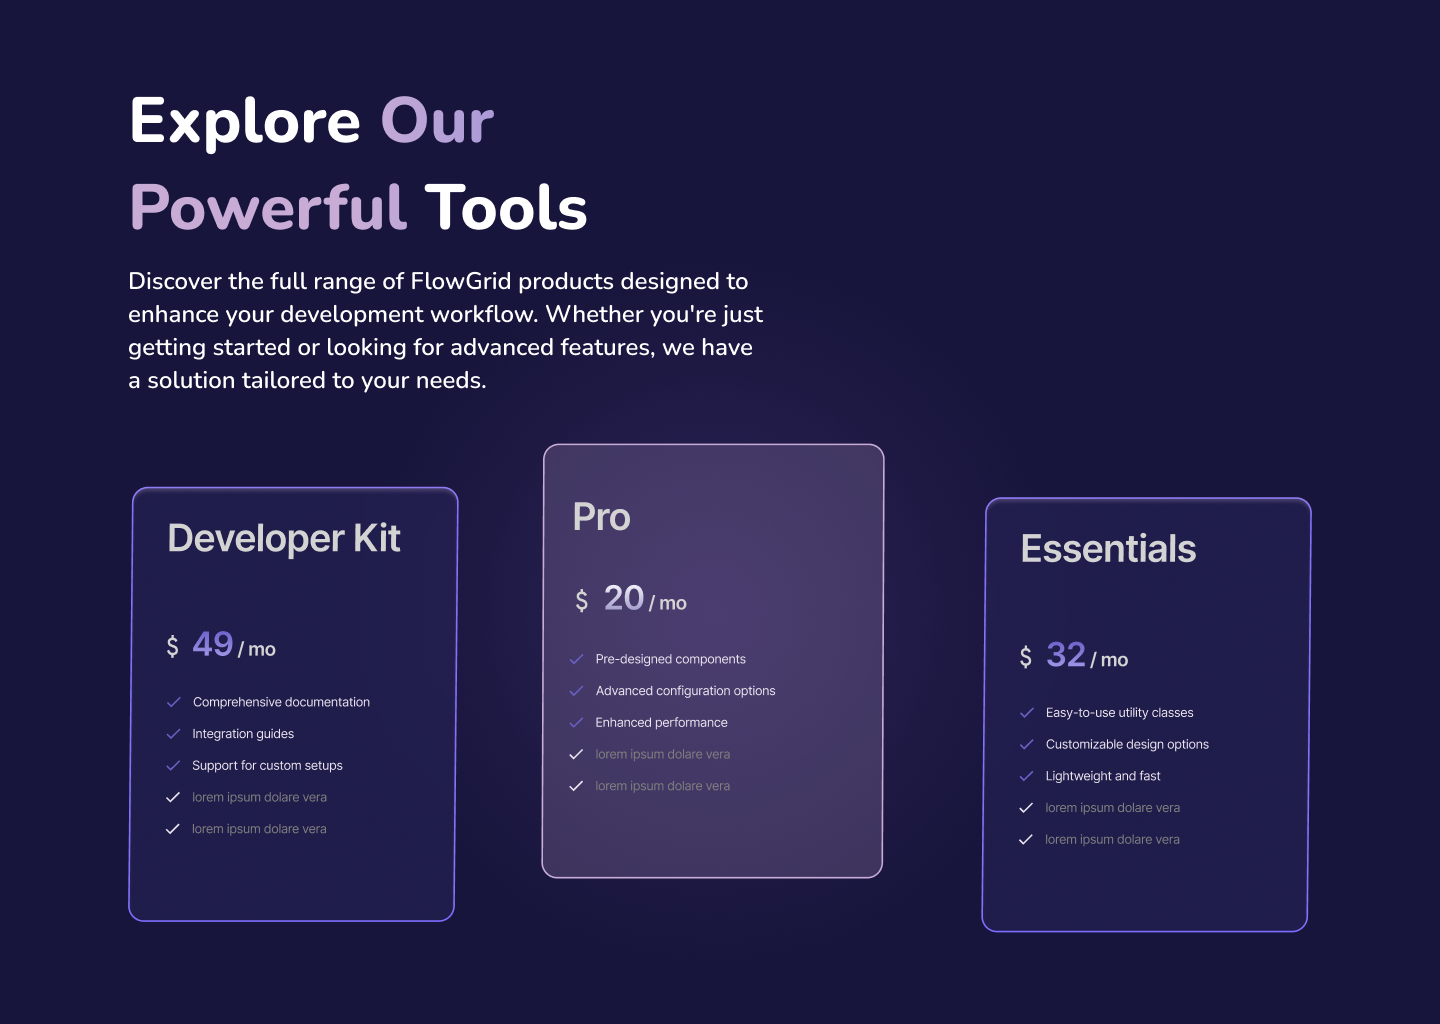 Explore Our
Powerful Tools
Discover the full range of FlowGrid products designed to
enhance your development workflow. Whether you're just
getting started or looking for advanced features, we have
a solution tailored to your needs.
Developer Kit
$ 49 / mo
Comprehensive documentation
Integration guides
Support for custom setups
lorem ipsum dolare vera
lorem ipsum dolare vera
Pro
$ 20 / mo
Pre-designed components
Advanced configuration options
Enhanced performance
lorem ipsum dolare vera
lorem ipsum dolare vera
Essentials
$ 32 / mo
Easy-to-use utility classes
Customizable design options
Lightweight and fast
lorem ipsum dolare vera
lorem ipsum dolare vera